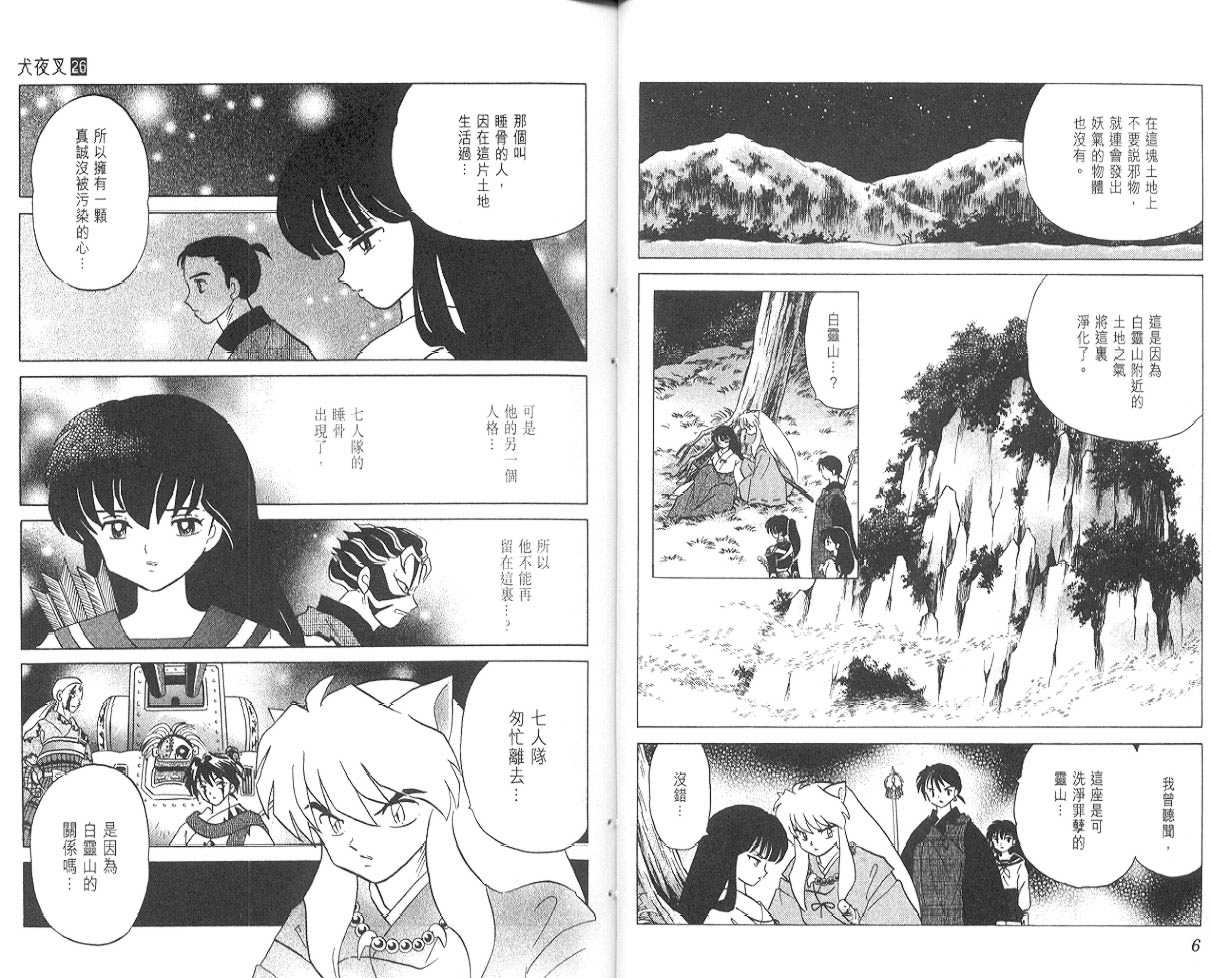 在這塊土地上
不要説邪物，
就連會發出
妖氣的物體
也沒有。
這是因為
白靈山附近的
土地之氣
將這裏
淨化了。
白靈山…？
我曾聽聞，
這座是可
洗淨罪孽的
靈山…
沒錯…
6
犬夜叉26
那個叫
睡骨的人，
因在這片土地
生活過…
所以擁有一顆
真誠沒被污染的心…
可是
他的另一個
人格…
七人隊的
睡骨
出現了，
所以
他不能再
留在這裏…？
七人隊
匆忙離去…
是因為
白靈山的
關係嗎…